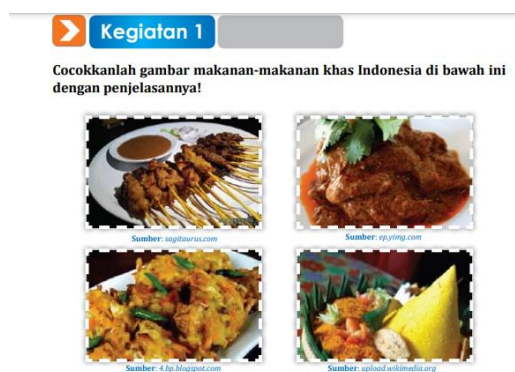 Kegiatan 1
Cocokkanlah gambar makanan-makanan khas Indonesia di bawah ini
dengan penjelasannya!
Sumber: sagitaurus.com
Sumber: ep.yimg.com
Sumber: 4.bp.blogspot.com
Sumber: upload.wikimedia.org